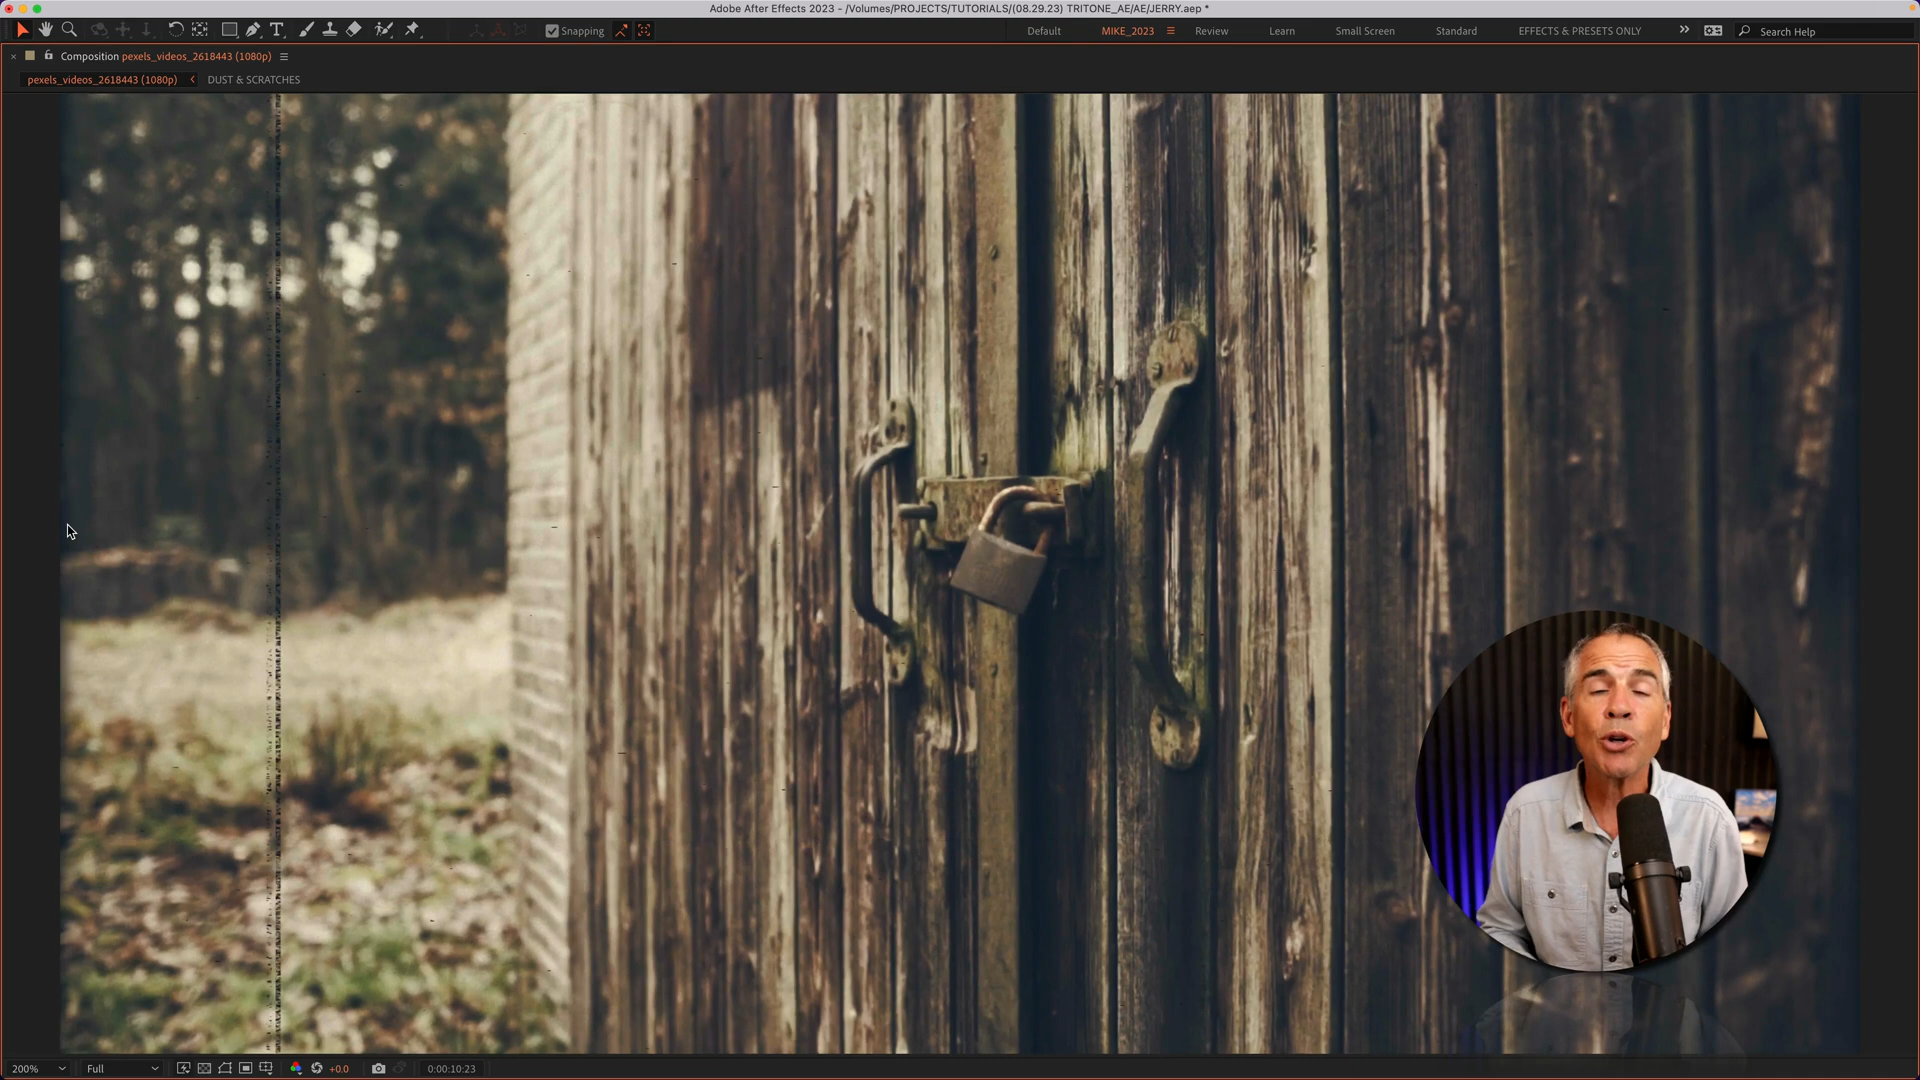 Adobe After Effects 2023 - /Volumes/PROJECTS/TUTORIALS/(08.29.23) TRITONE_AE/AE/JERRY.aep *
Snapping Default MIKE_2023 Review Learn Small Screen Standard EFFECTS & PRESETS ONLY Search Help
Composition pexels_videos_2618443 (1080p)
pexels_videos_2618443 (1080p) DUST & SCRATCHES
200% Full +0.0 0:00:10:23